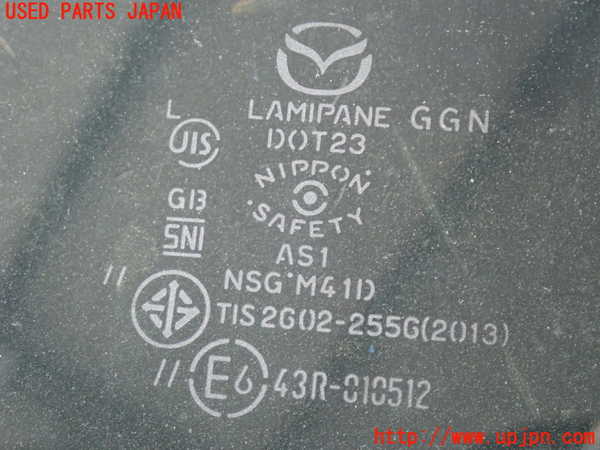 USED PARTS JAPAN
LAMIPANE GGN
L
DOT23
JIS
NIPPON
SAFETY
GB
SNI
AS1
NSG M41D
// TIS 2602-2556(2013)
// E6 43R-010512
http://www.upjpn.com/